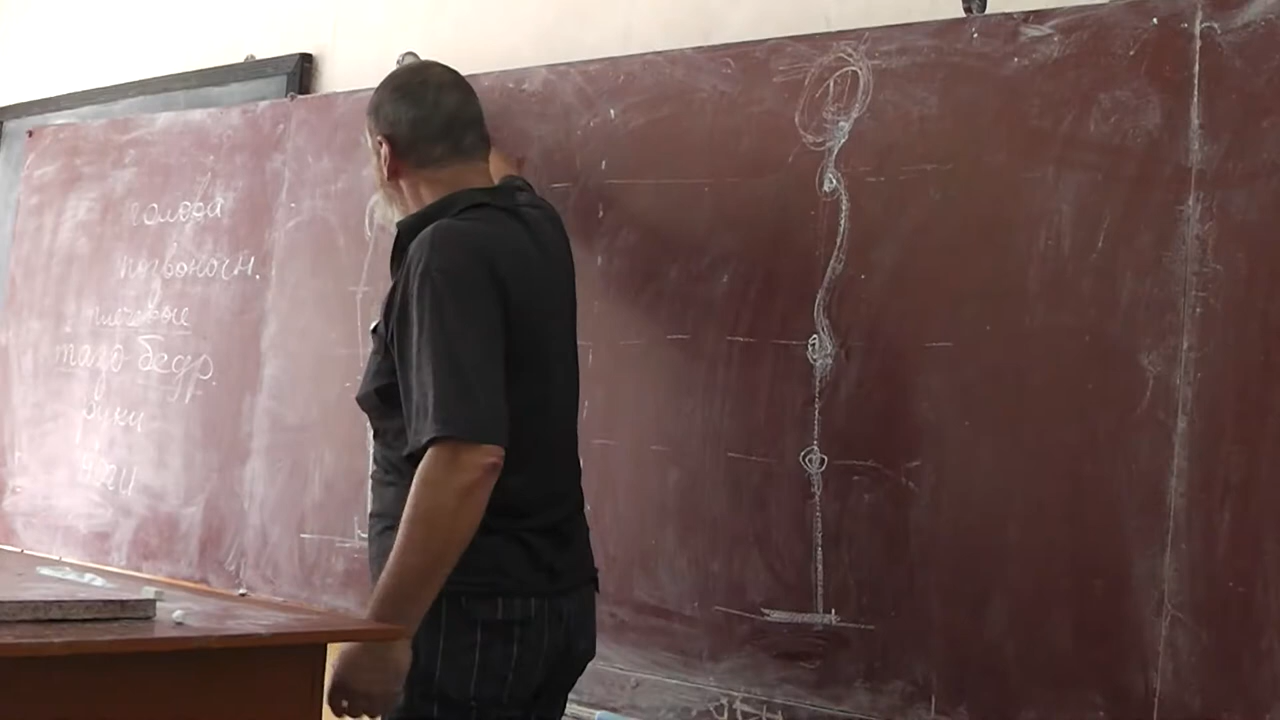 голова
позвоночн.
плечевые
тазо бедр.
руки
ноги